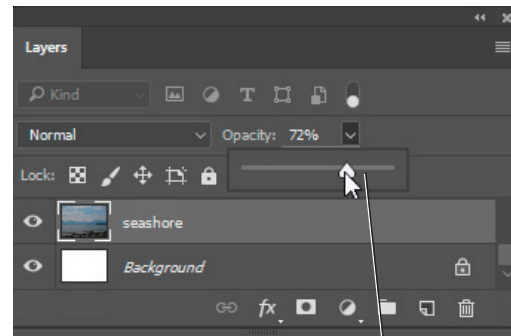 Layers
Kind
Normal Opacity: 72%
Lock:
seashore
Background
fx